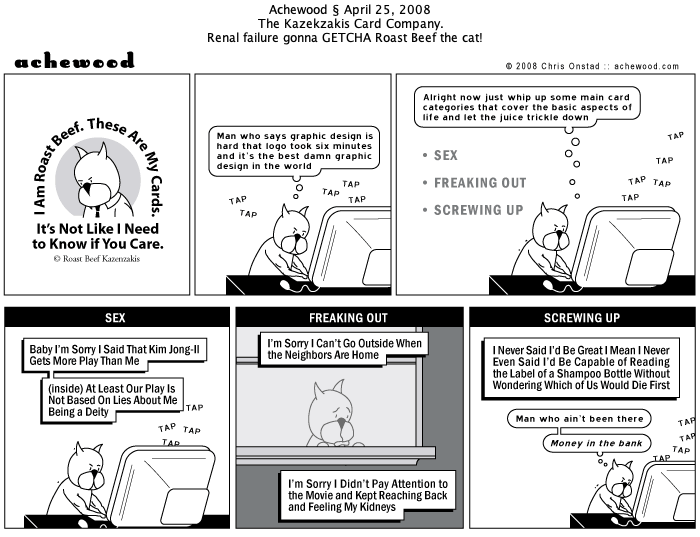 Achewood § April 25, 2008
The Kazekzakis Card Company.
Renal failure gonna GETCHA Roast Beef the cat!
achewood
© 2008 Chris Onstad :: achewood.com
I Am Roast Beef. These Are My Cards.
It's Not Like I Need
to Know if You Care.
© Roast Beef Kazenzakis
Man who says graphic design is
hard that logo took six minutes
and it's the best damn graphic
design in the world
TAP
TAP
TAP
TAP
TAP
Alright now just whip up some main card
categories that cover the basic aspects of
life and let the juice trickle down
• SEX
• FREAKING OUT
• SCREWING UP
TAP
TAP
TAP
TAP
TAP
SEX
Baby I'm Sorry I Said That Kim Jong-Il
Gets More Play Than Me
(inside) At Least Our Play Is
Not Based On Lies About Me
Being a Deity
TAP
TAP
TAP
TAP
FREAKING OUT
I'm Sorry I Can't Go Outside When
the Neighbors Are Home
I'm Sorry I Didn't Pay Attention to
the Movie and Kept Reaching Back
and Feeling My Kidneys
SCREWING UP
I Never Said I'd Be Great I Mean I Never
Even Said I'd Be Capable of Reading
the Label of a Shampoo Bottle Without
Wondering Which of Us Would Die First
Man who ain't been there
Money in the bank
TAP
TAP
TAP
TAP